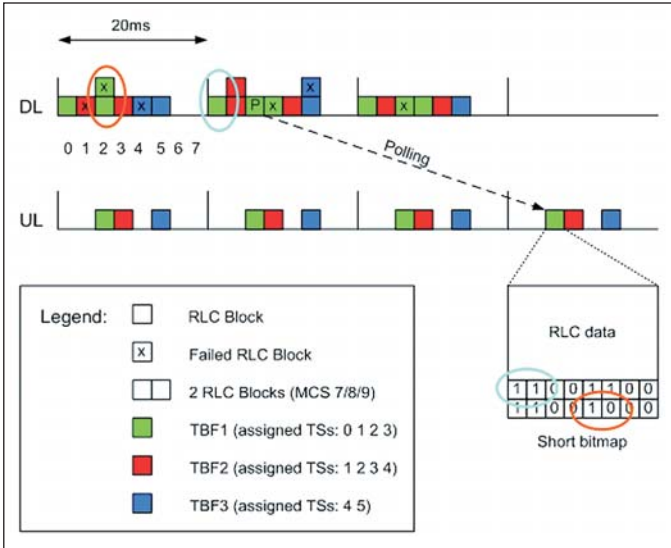 20ms
x
x
DL
x
x
P
x
x
0 1 2 3 4 5 6 7
Polling
UL
Legend:
RLC Block
x
Failed RLC Block
2 RLC Blocks (MCS 7/8/9)
TBF1 (assigned TSs: 0 1 2 3)
TBF2 (assigned TSs: 1 2 3 4)
TBF3 (assigned TSs: 4 5)
RLC data
1 1 0 0 1 1 0 0
1 1 0 0 1 0 0 0
Short bitmap